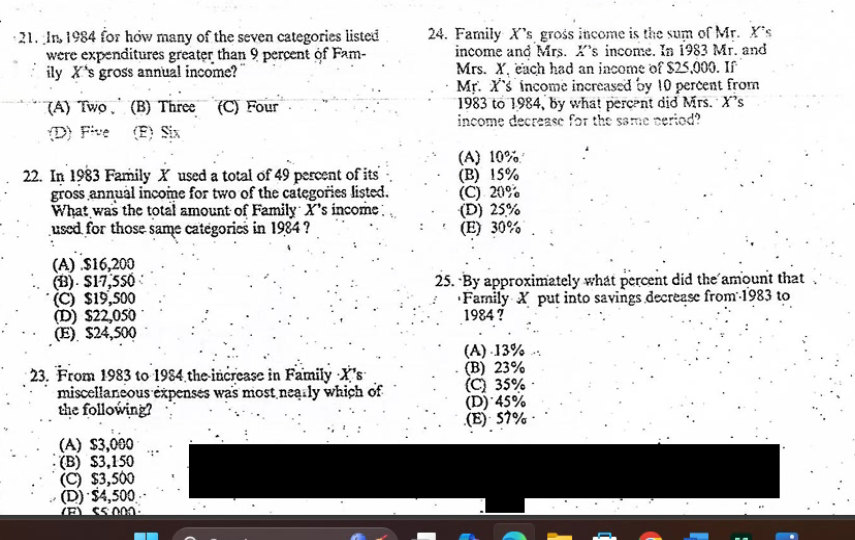 21. In 1984 for how many of the seven categories listed
were expenditures greater than 9 percent of Fam-
ily X's gross annual income?
(A) Two (B) Three (C) Four
(D) Five (E) Six
22. In 1983 Family X used a total of 49 percent of its
gross annual income for two of the categories listed.
What was the total amount of Family X's income
used for those same categories in 1984?
(A) $16,200
(B) $17,550
(C) $19,500
(D) $22,050
(E) $24,500
23. From 1983 to 1984 the increase in Family X's
miscellaneous expenses was most nearly which of
the following?
(A) $3,000
(B) $3,150
(C) $3,500
(D) $4,500
(E) $5,000
24. Family X's gross income is the sum of Mr. X's
income and Mrs. X's income. In 1983 Mr. and
Mrs. X each had an income of $25,000. If
Mr. X's income increased by 10 percent from
1983 to 1984, by what percent did Mrs. X's
income decrease for the same period?
(A) 10%
(B) 15%
(C) 20%
(D) 25%
(E) 30%
25. By approximately what percent did the amount that
Family X put into savings decrease from 1983 to
1984?
(A) 13%
(B) 23%
(C) 35%
(D) 45%
(E) 57%